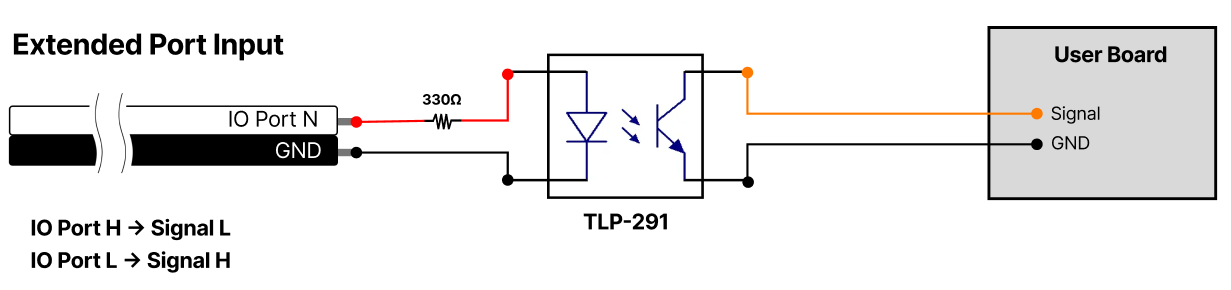 Extended Port Input
User Board
330Ω
IO Port N
Signal
GND
GND
TLP-291
IO Port H → Signal L
IO Port L → Signal H